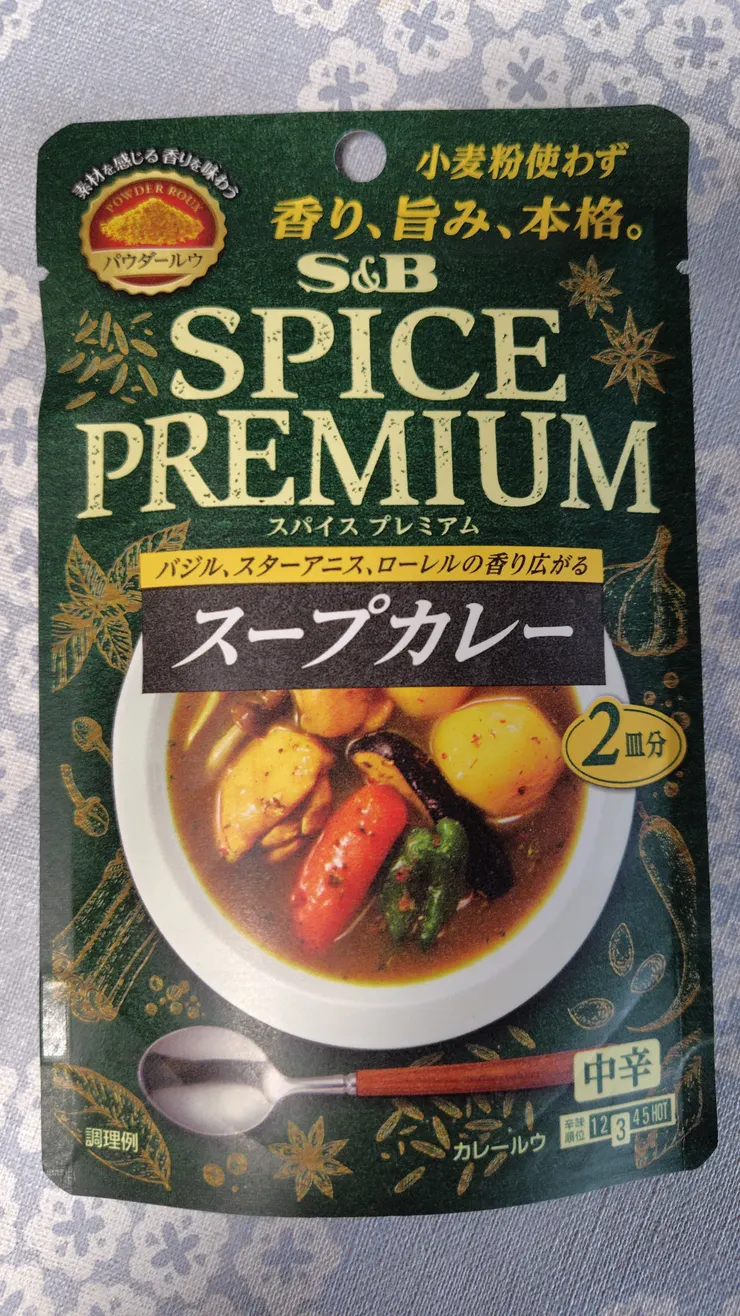 素材を感じる 香りを味わう
POWDER ROUX
パウダールウ
小麦粉使わず
香り、旨み、本格。
S&B
SPICE
PREMIUM
スパイス プレミアム
バジル、スターアニス、ローレルの香り広がる
スープカレー
2皿分
中辛
辛味
順位
1 2 3 4 5 HOT
調理例
カレールウ